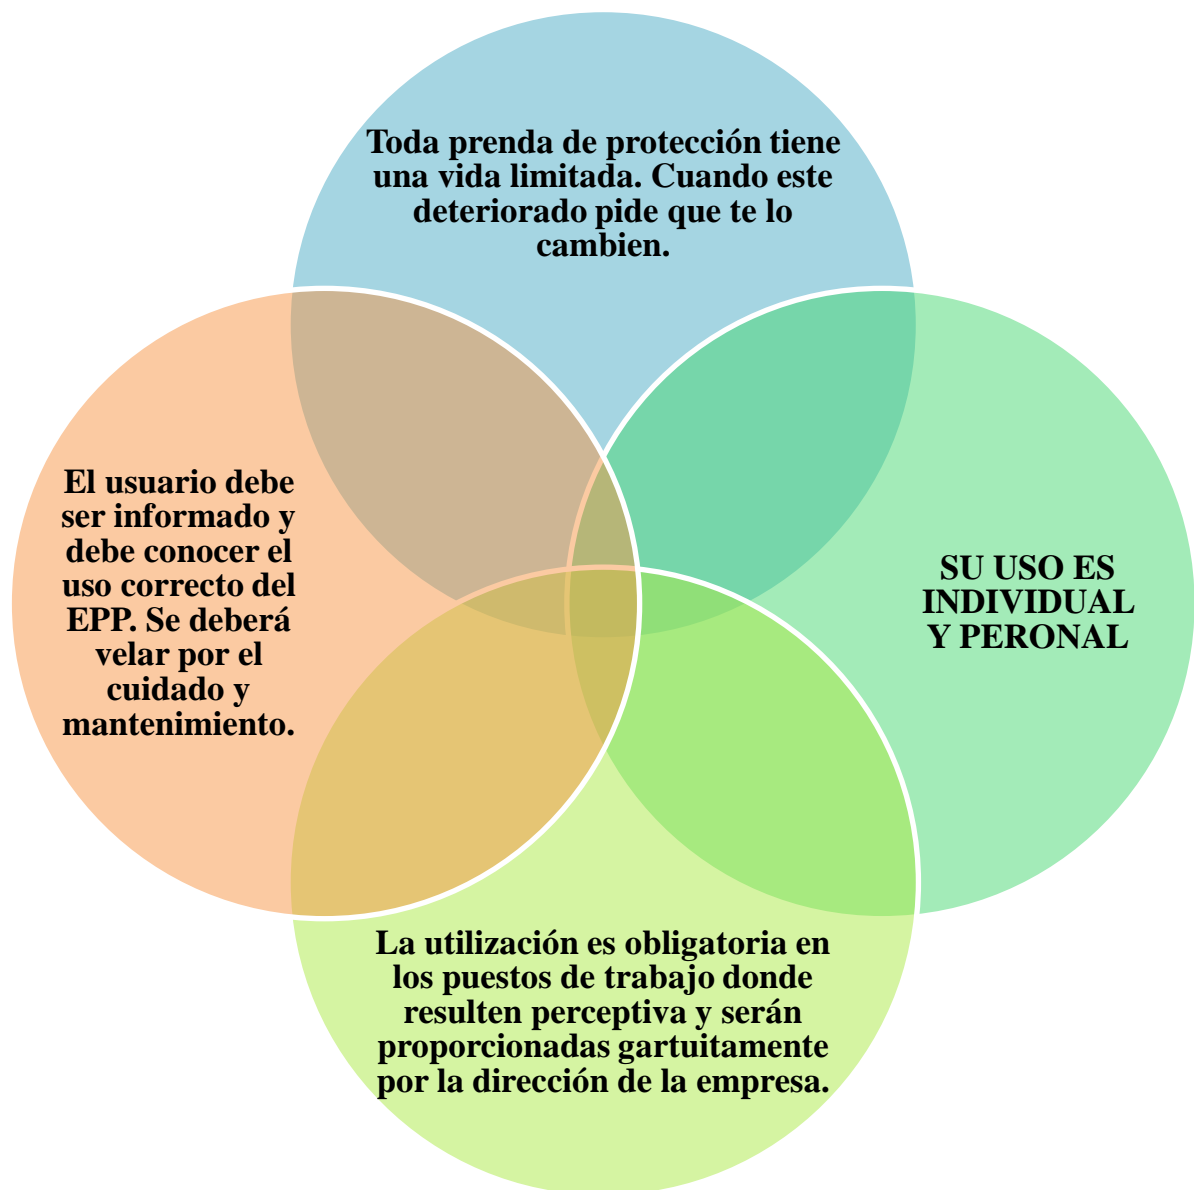 Toda prenda de protección tiene
una vida limitada. Cuando este
deteriorado pide que te lo
cambien.
El usuario debe
ser informado y
debe conocer el
uso correcto del
EPP. Se deberá
velar por el
cuidado y
mantenimiento.
SU USO ES
INDIVIDUAL
Y PERONAL
La utilización es obligatoria en
los puestos de trabajo donde
resulten perceptiva y serán
proporcionadas gartuitamente
por la dirección de la empresa.